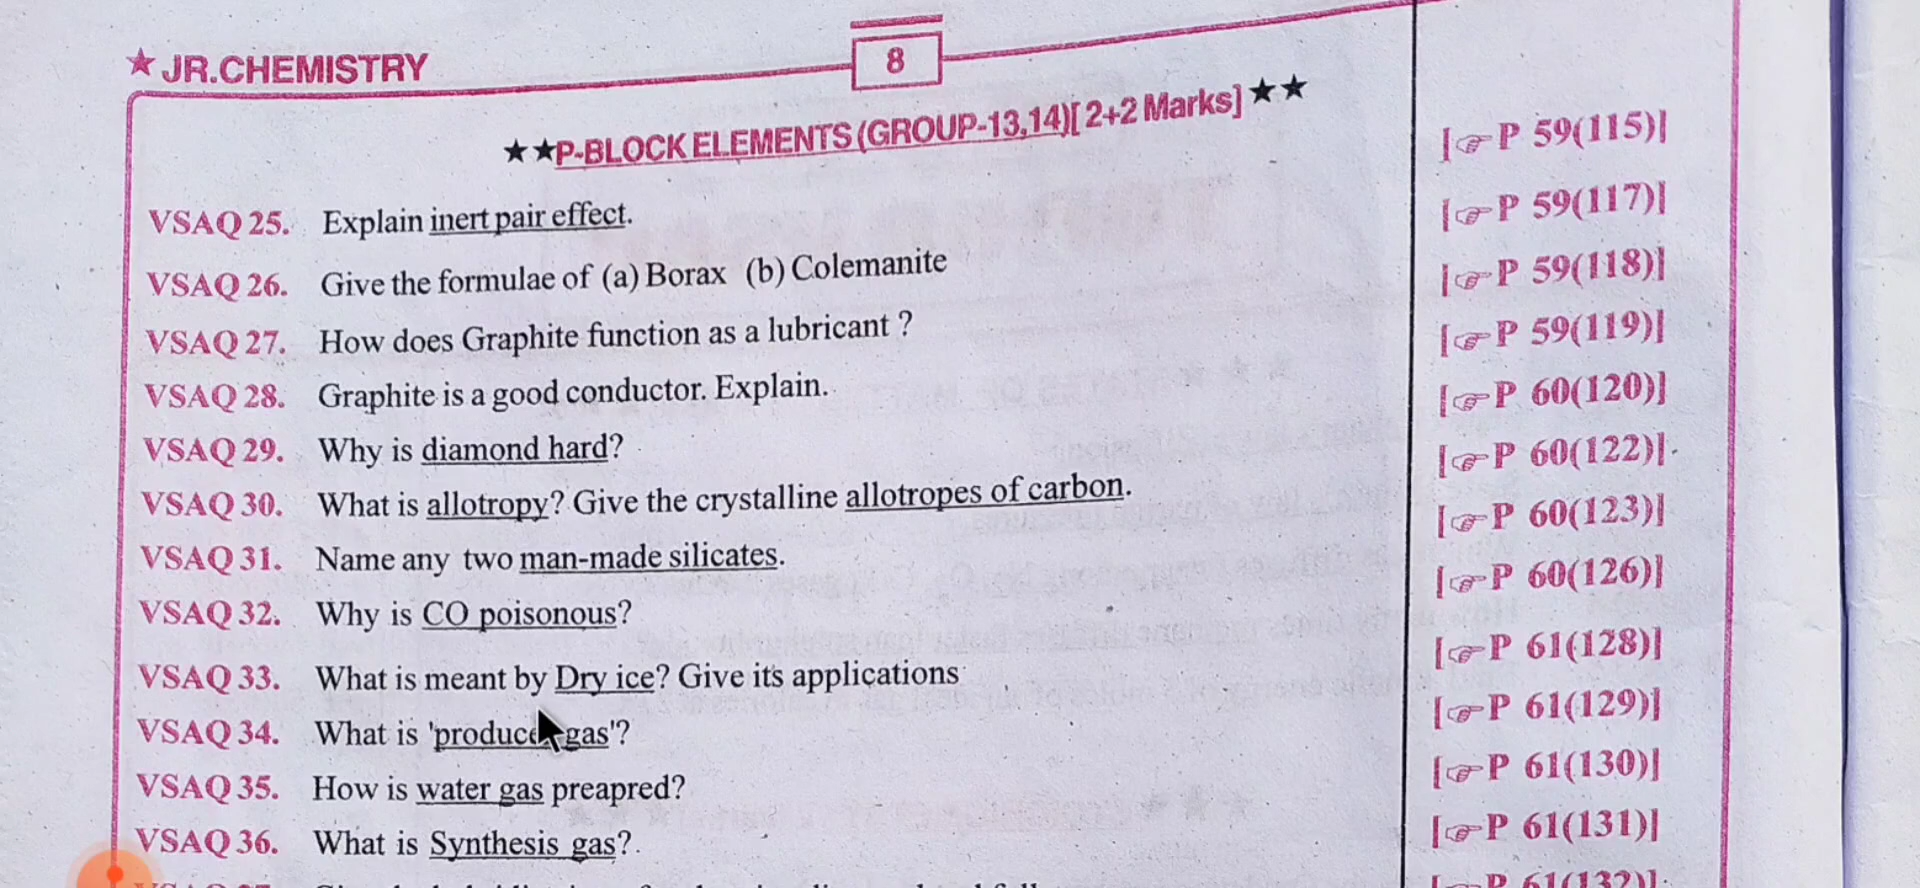 ★ JR.CHEMISTRY
8
★★P-BLOCK ELEMENTS (GROUP-13,14)[ 2+2 Marks] ★★
VSAQ 25. Explain inert pair effect. [☞P 59(115)]
VSAQ 26. Give the formulae of (a) Borax (b) Colemanite [☞P 59(117)]
VSAQ 27. How does Graphite function as a lubricant ? [☞P 59(118)]
VSAQ 28. Graphite is a good conductor. Explain. [☞P 59(119)]
VSAQ 29. Why is diamond hard? [☞P 60(120)]
VSAQ 30. What is allotropy? Give the crystalline allotropes of carbon. [☞P 60(122)]
VSAQ 31. Name any two man-made silicates. [☞P 60(123)]
VSAQ 32. Why is CO poisonous? [☞P 60(126)]
VSAQ 33. What is meant by Dry ice? Give its applications [☞P 61(128)]
VSAQ 34. What is 'producer gas'? [☞P 61(129)]
VSAQ 35. How is water gas preapred? [☞P 61(130)]
VSAQ 36. What is Synthesis gas? [☞P 61(131)]
P 61(132)]